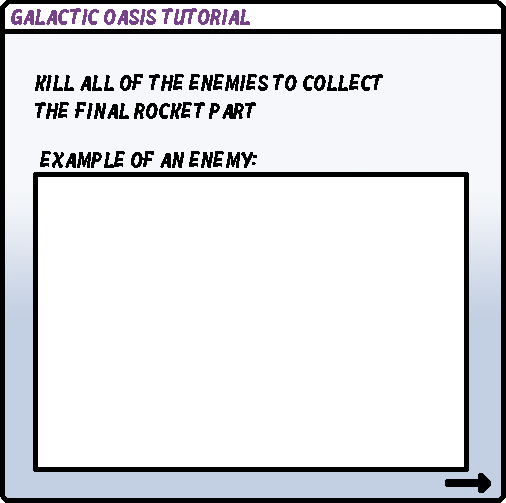 GALACTIC OASIS TUTORIAL
KILL ALL OF THE ENEMIES TO COLLECT
THE FINAL ROCKET PART
EXAMPLE OF AN ENEMY: